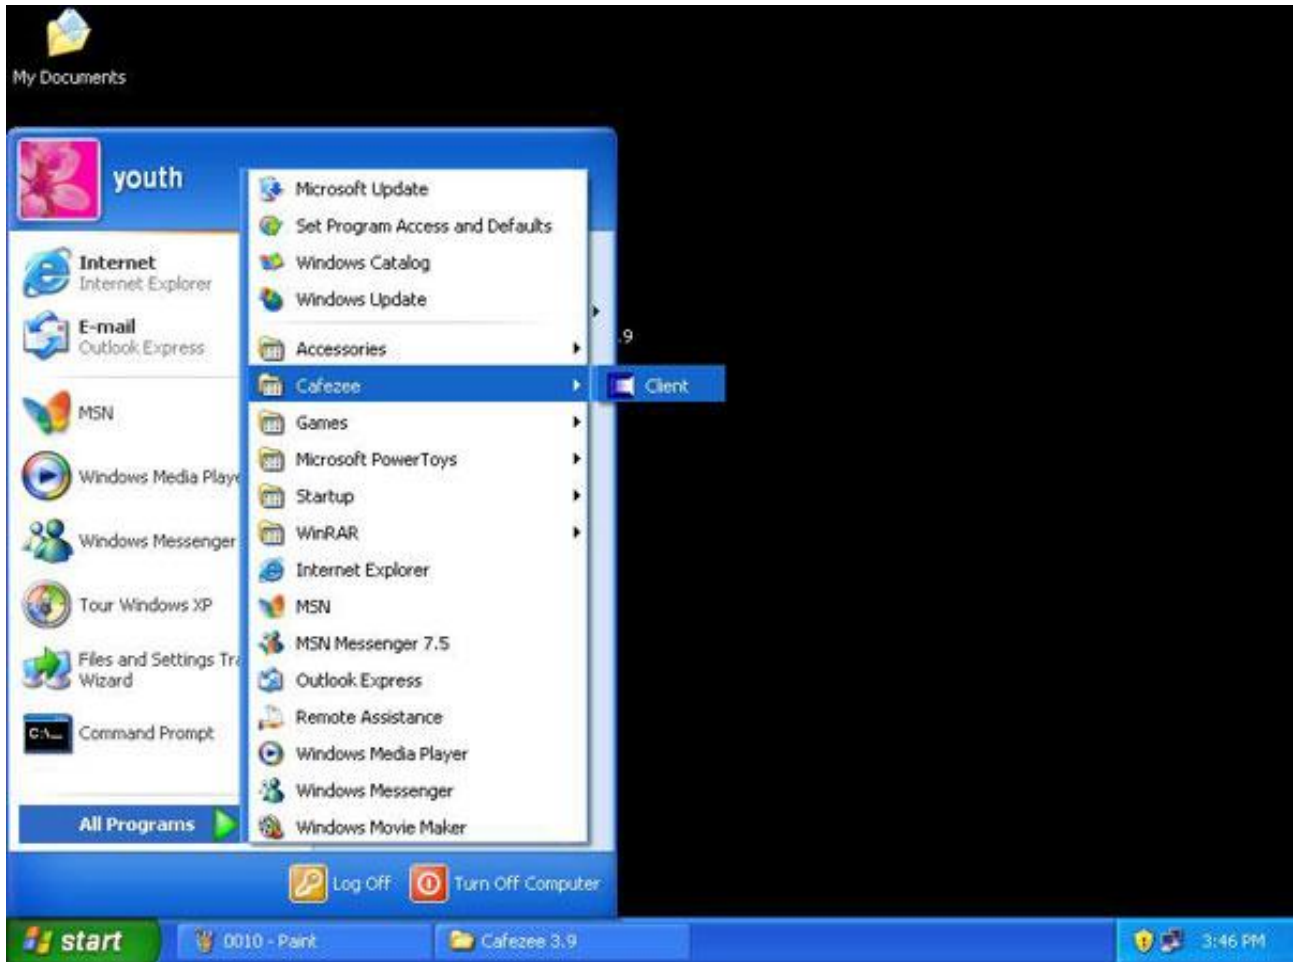 My Documents
youth
Internet
Internet Explorer
E-mail
Outlook Express
MSN
Windows Media Playe
Windows Messenger
Tour Windows XP
Files and Settings Tra
Wizard
C:\_
Command Prompt
All Programs
Microsoft Update
Set Program Access and Defaults
Windows Catalog
Windows Update
Accessories
Cafezee
Games
Microsoft PowerToys
Startup
WinRAR
Internet Explorer
MSN
MSN Messenger 7.5
Outlook Express
Remote Assistance
Windows Media Player
Windows Messenger
Windows Movie Maker
.9
Client
Log Off
Turn Off Computer
start
0010 - Paint
Cafezee 3.9
3:46 PM